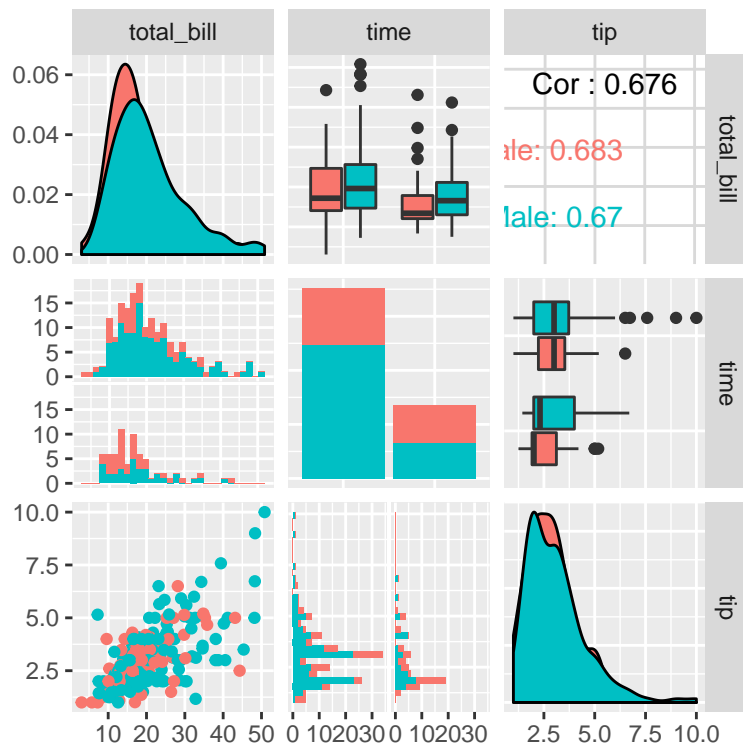 total_bill time tip
0.06
0.04
0.02
0.00
Cor : 0.676
ale: 0.683
Male: 0.67
total_bill
15
10
5
0
15
10
5
0
time
10.0
7.5
5.0
2.5
tip
10 20 30 40 50
0 10 20 30 0 10 20 30
2.5 5.0 7.5 10.0